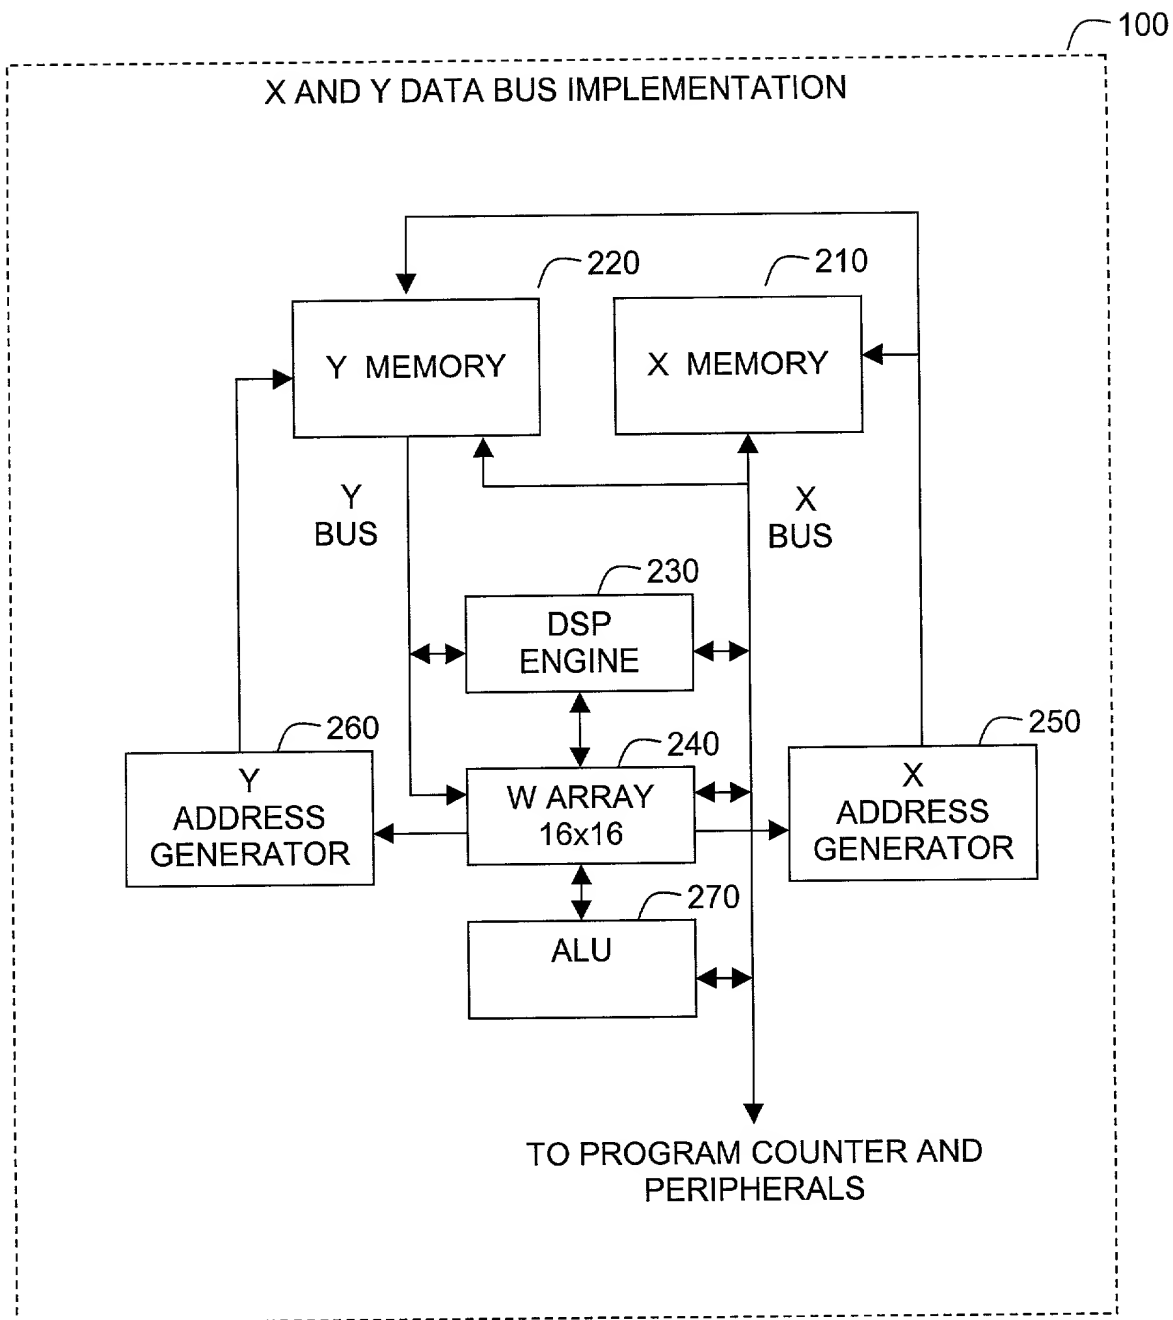 100
X AND Y DATA BUS IMPLEMENTATION
220
210
Y MEMORY
X MEMORY
Y
BUS
X
BUS
230
DSP
ENGINE
260
240
250
Y
ADDRESS
GENERATOR
W ARRAY
16x16
X
ADDRESS
GENERATOR
270
ALU
TO PROGRAM COUNTER AND
PERIPHERALS